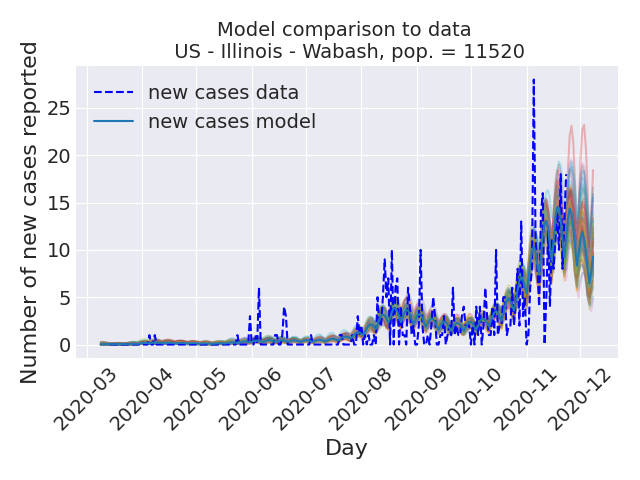 Model comparison to data
US - Illinois - Wabash, pop. = 11520
Number of new cases reported
25
20
15
10
5
0
new cases data
new cases model
2020-03
2020-04
2020-05
2020-06
2020-07
2020-08
2020-09
2020-10
2020-11
2020-12
Day